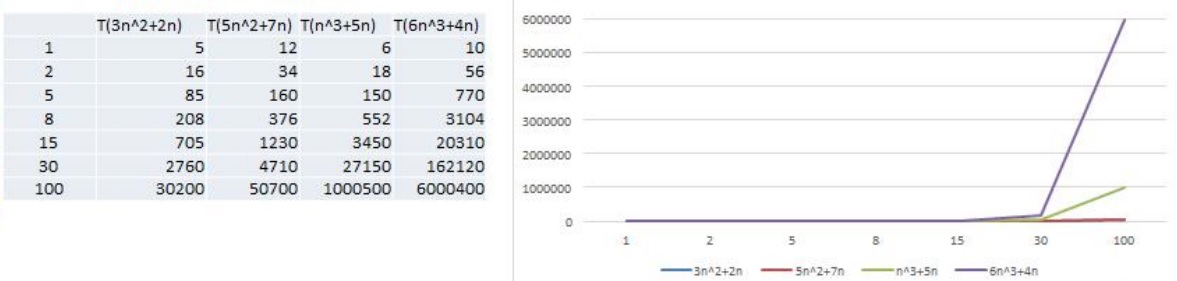 T(3n^2+2n) T(5n^2+7n) T(n^3+5n) T(6n^3+4n)
1 5 12 6 10
2 16 34 18 56
5 85 160 150 770
8 208 376 552 3104
15 705 1230 3450 20310
30 2760 4710 27150 162120
100 30200 50700 1000500 6000400
6000000
5000000
4000000
3000000
2000000
1000000
0
1 2 5 8 15 30 100
3n^2+2n 5n^2+7n n^3+5n 6n^3+4n